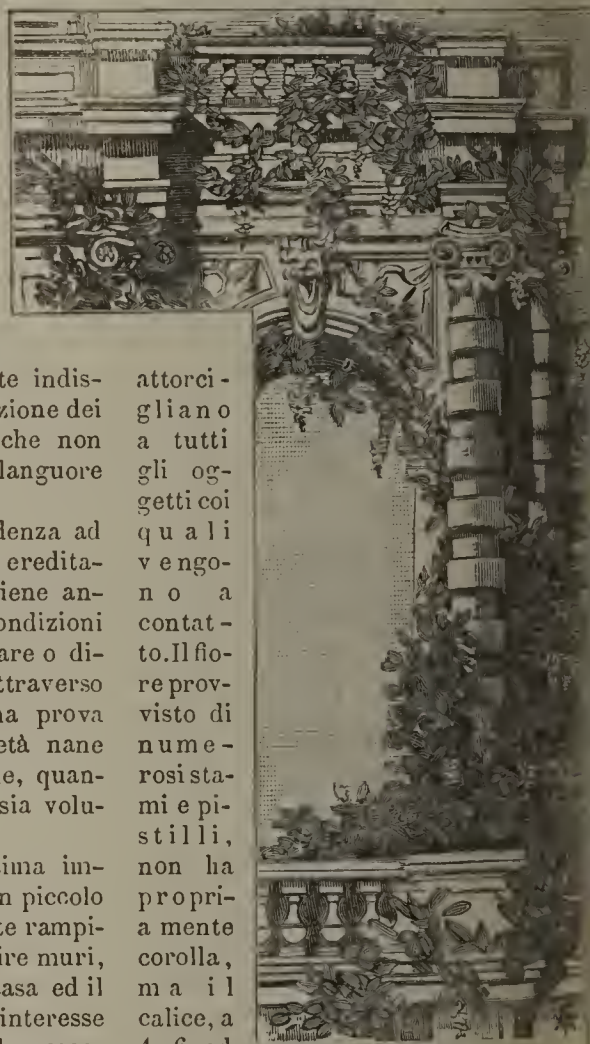 te indis-
zione dei
che non
languore
denza ad
eredita-
iene an-
ondizioni
are o di-
ttraverso
na prova
età nane
e, quan-
sia volu-
tima im-
n piccolo
te rampi-
ire muri,
asa ed il
interesse
attorci-
gliano
a tutti
gli og-
getti coi
quali
vengo-
no a
contat-
to. Il fio-
re prov-
visto di
nume-
rosi sta-
mi e pi-
stilli,
non ha
propri-
a mente
corolla,
ma il
calice, a